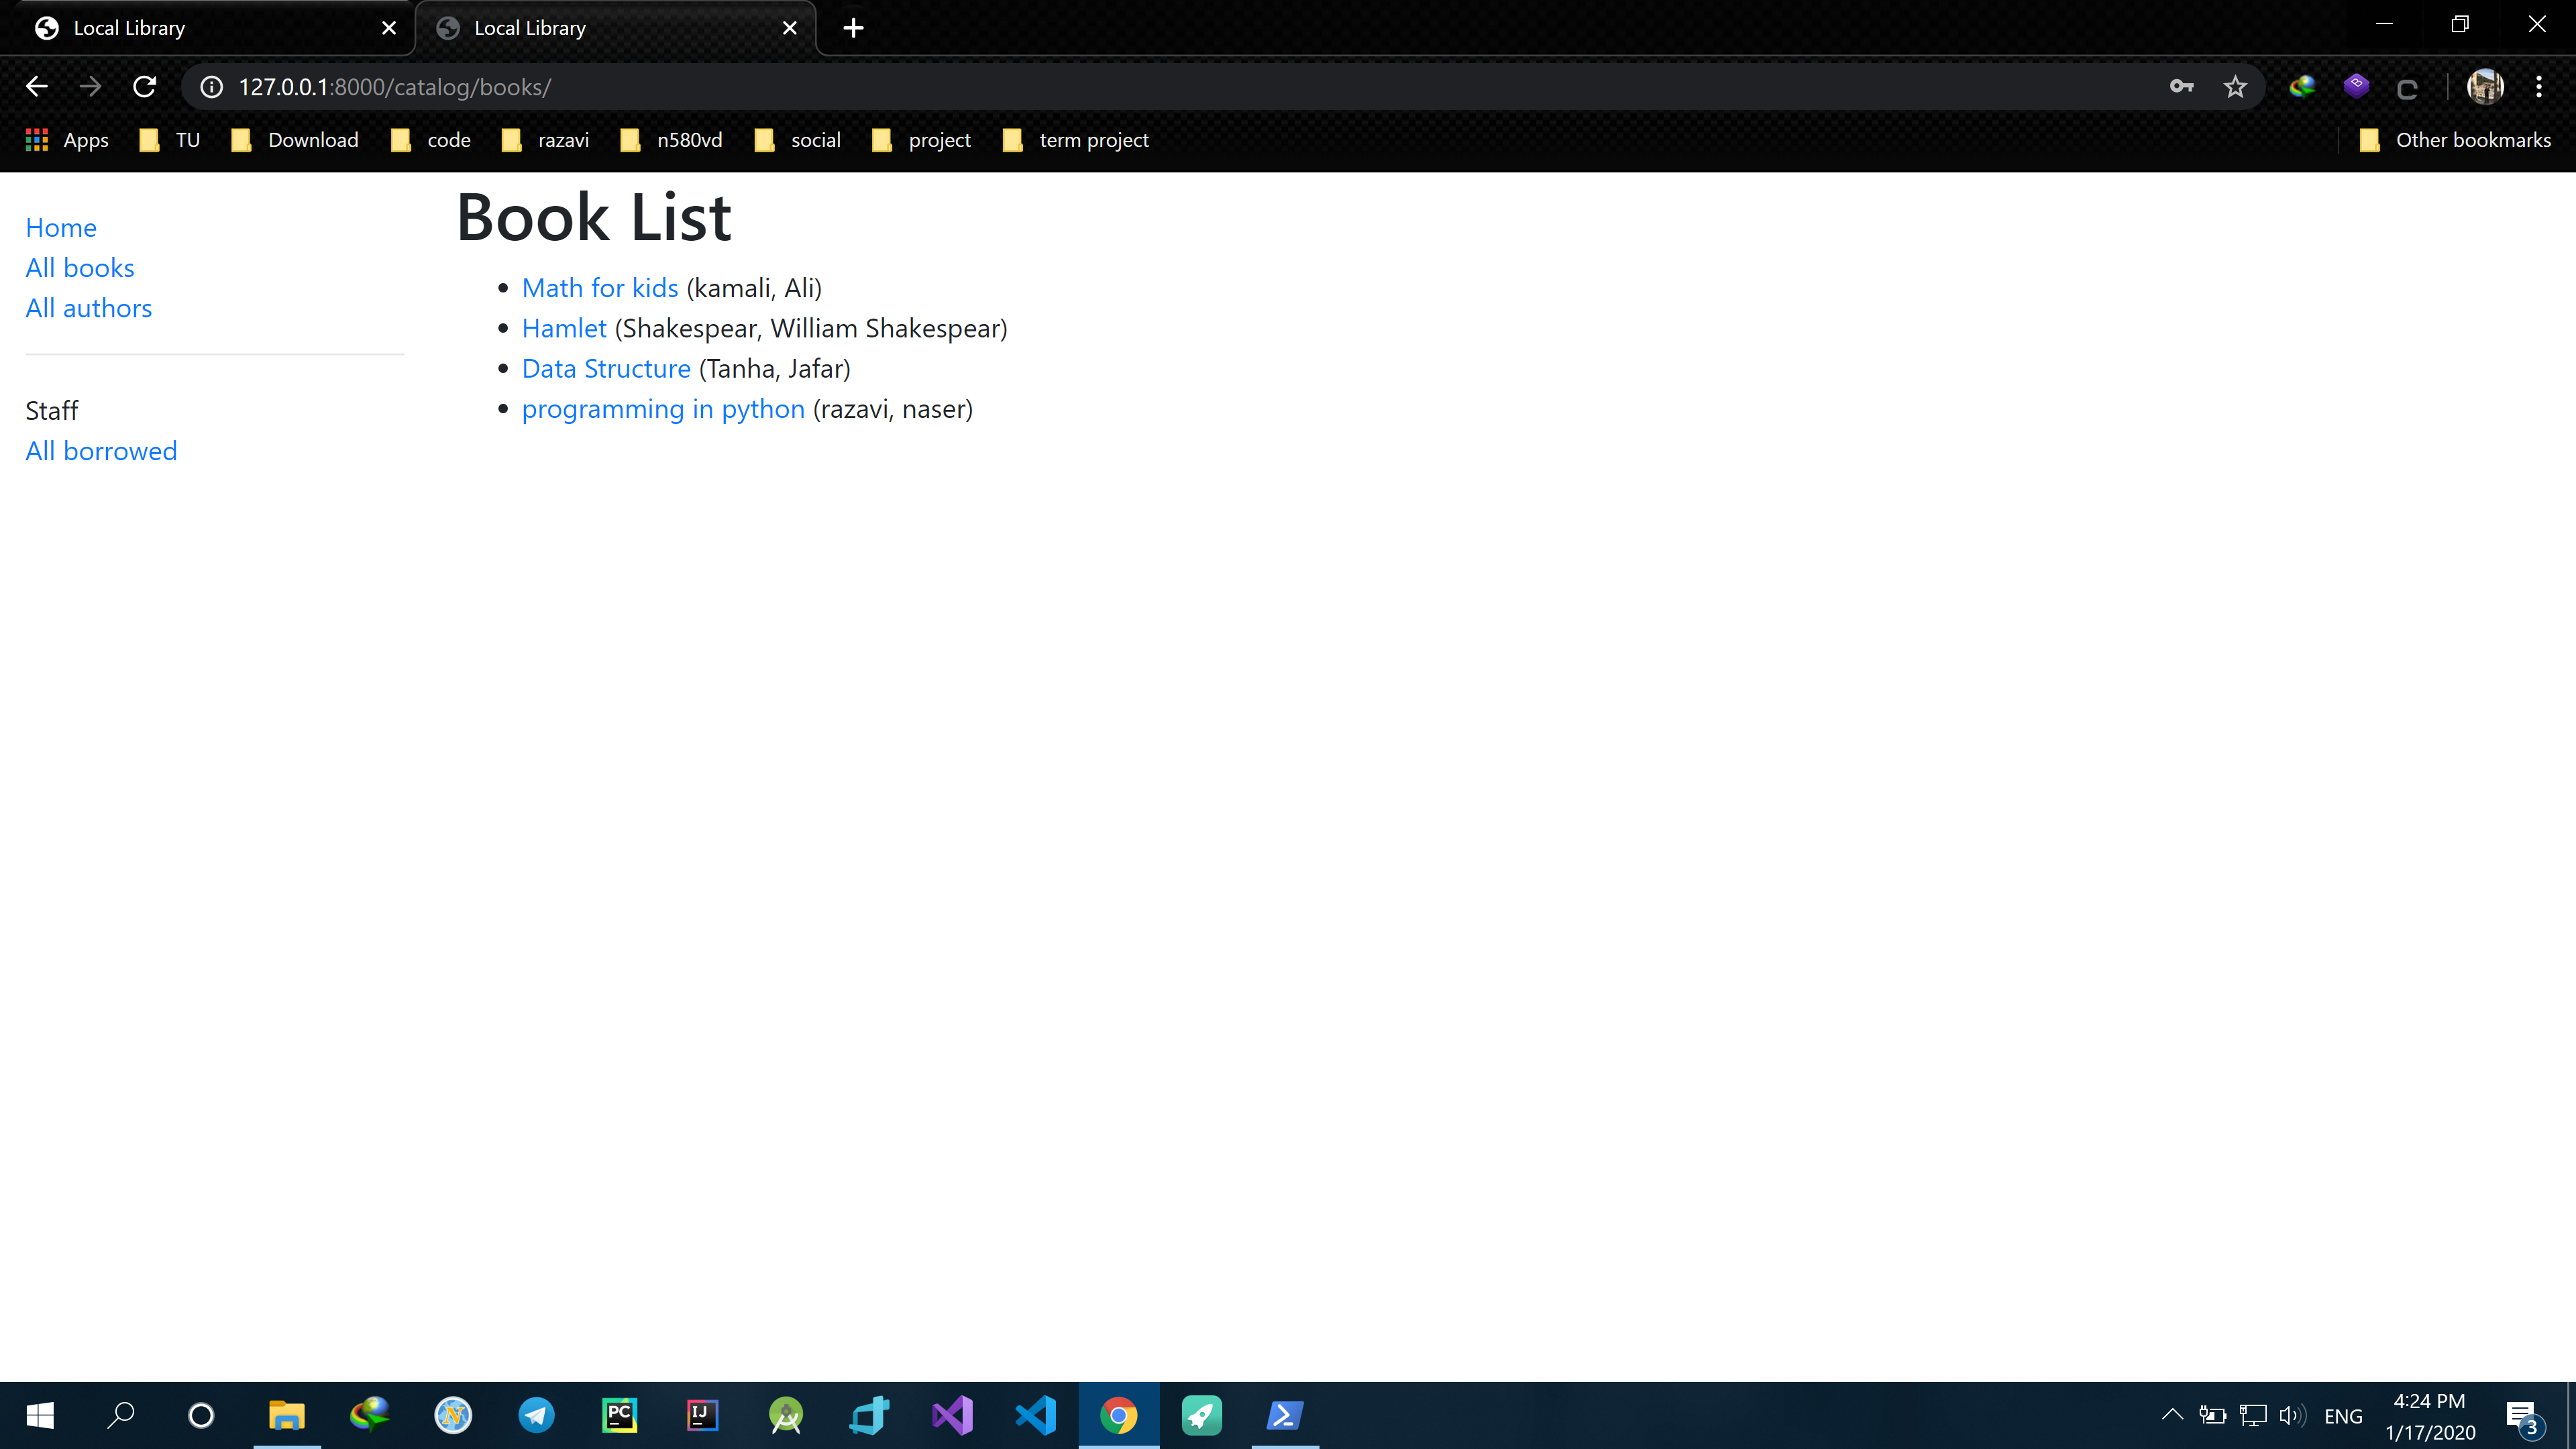 Local Library
Local Library
127.0.0.1:8000/catalog/books/
Apps TU Download code razavi n580vd social project term project Other bookmarks
Home
All books
All authors
Staff
All borrowed
Book List
Math for kids (kamali, Ali)
Hamlet (Shakespear, William Shakespear)
Data Structure (Tanha, Jafar)
programming in python (razavi, naser)
PC
IJ
ENG
4:24 PM
1/17/2020
3